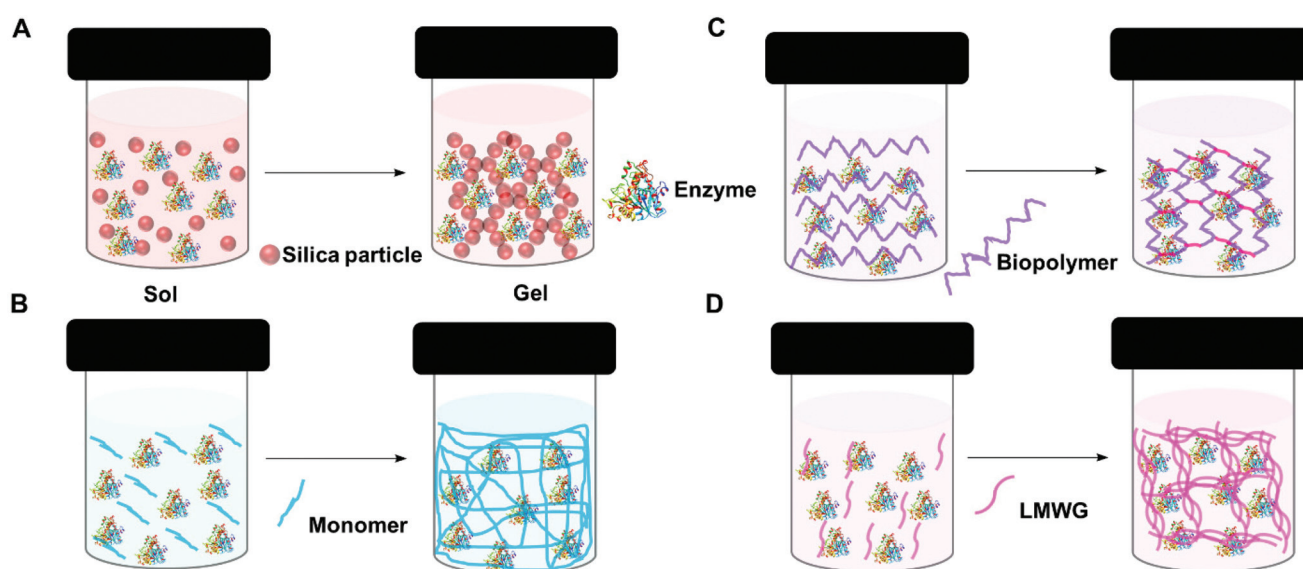 A
Silica particle
Sol
Gel
Enzyme
B
Monomer
C
Biopolymer
D
LMWG